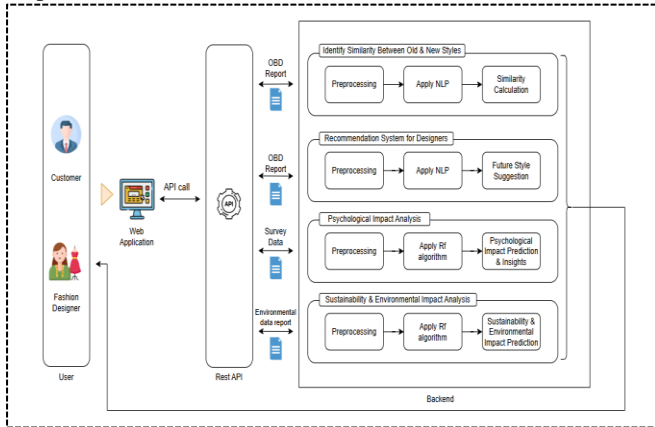 Customer
Fashion
Designer
User
API call
Web
Application
API
Rest API
OBD
Report
OBD
Report
Survey
Data
Environmental
data report
Identify Similarity Between Old & New Styles
Preprocessing
Apply NLP
Similarity
Calculation
Recommendation System for Designers
Preprocessing
Apply NLP
Future Style
Suggestion
Psychological Impact Analysis
Preprocessing
Apply Rf
algorithm
Psychological
Impact Prediction
& Insights
Sustainability & Environmental Impact Analysis
Preprocessing
Apply Rf
algorithm
Sustainability &
Environmental
Impact Prediction
Backend